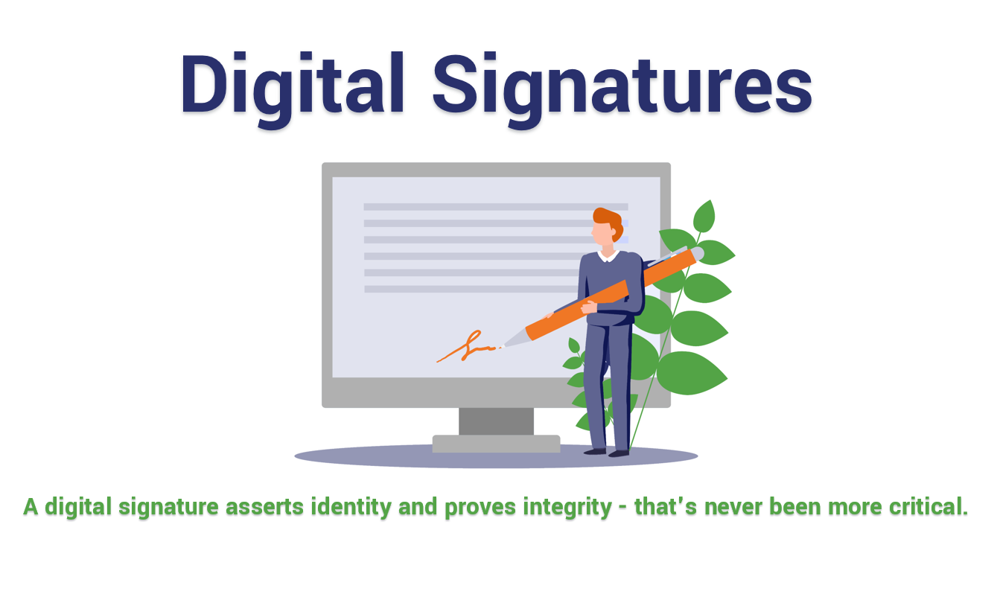 Digital Signatures
A digital signature asserts identity and proves integrity - that's never been more critical.